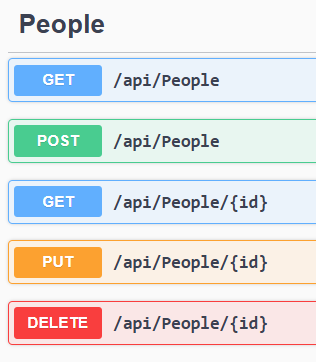 People
GET /api/People
POST /api/People
GET /api/People/{id}
PUT /api/People/{id}
DELETE /api/People/{id}